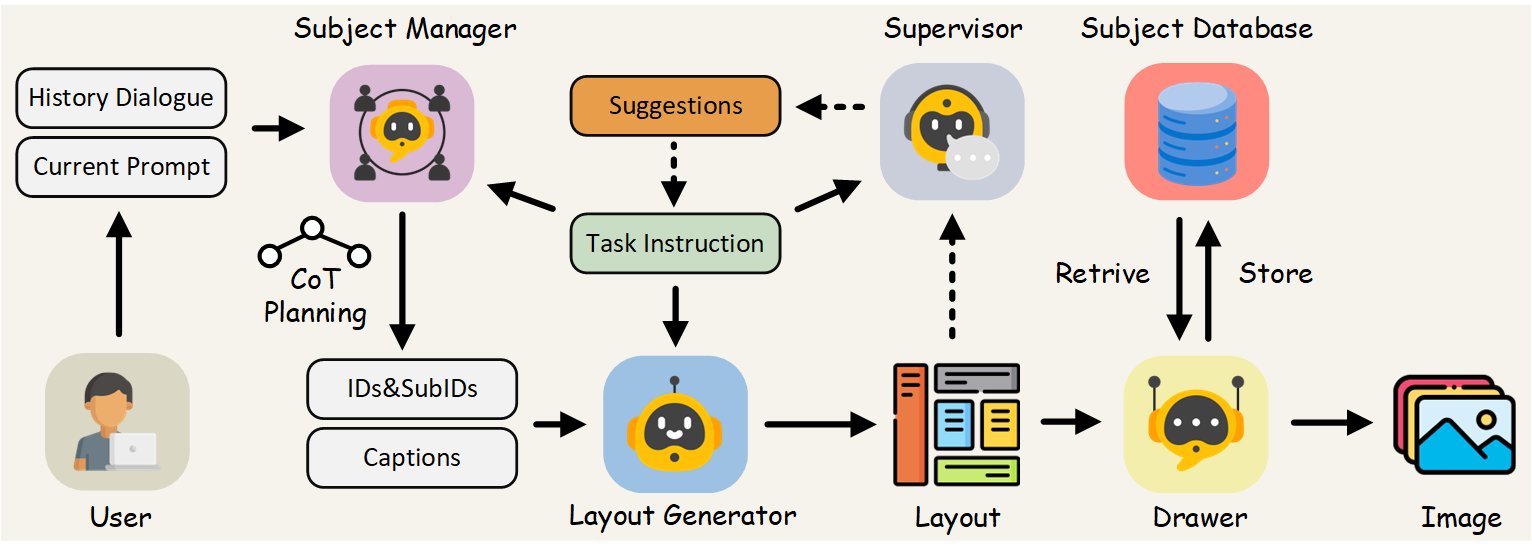 Subject Manager
Supervisor
Subject Database
History Dialogue
Current Prompt
Suggestions
Task Instruction
CoT
Planning
Retrive
Store
IDs&SubIDs
Captions
User
Layout Generator
Layout
Drawer
Image